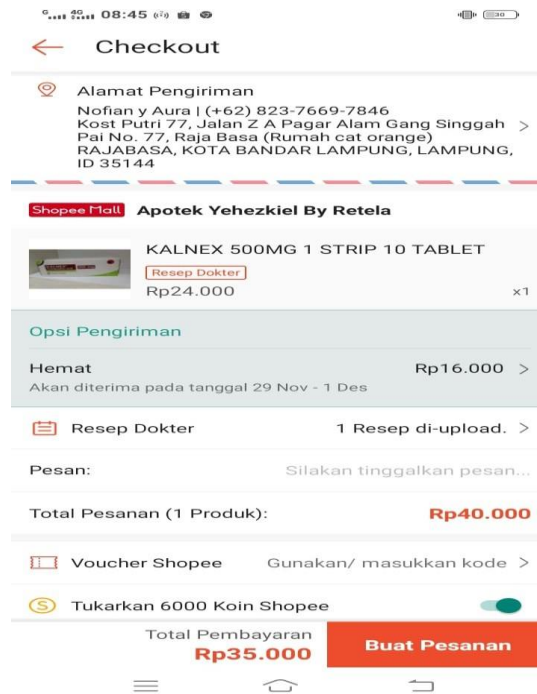 08:45
30
Checkout
Alamat Pengiriman
Nofian y Aura | (+62) 823-7669-7846
Kost Putri 77, Jalan Z A Pagar Alam Gang Singgah
Pai No. 77, Raja Basa (Rumah cat orange)
RAJABASA, KOTA BANDAR LAMPUNG, LAMPUNG,
ID 35144
Shopee Mall Apotek Yehezkiel By Retela
KALNEX 500MG 1 STRIP 10 TABLET
Resep Dokter
Rp24.000 x1
Opsi Pengiriman
Hemat Rp16.000
Akan diterima pada tanggal 29 Nov - 1 Des
Resep Dokter 1 Resep di-upload.
Pesan: Silakan tinggalkan pesan...
Total Pesanan (1 Produk): Rp40.000
Voucher Shopee Gunakan/ masukkan kode
Tukarkan 6000 Koin Shopee
Total Pembayaran
Rp35.000
Buat Pesanan